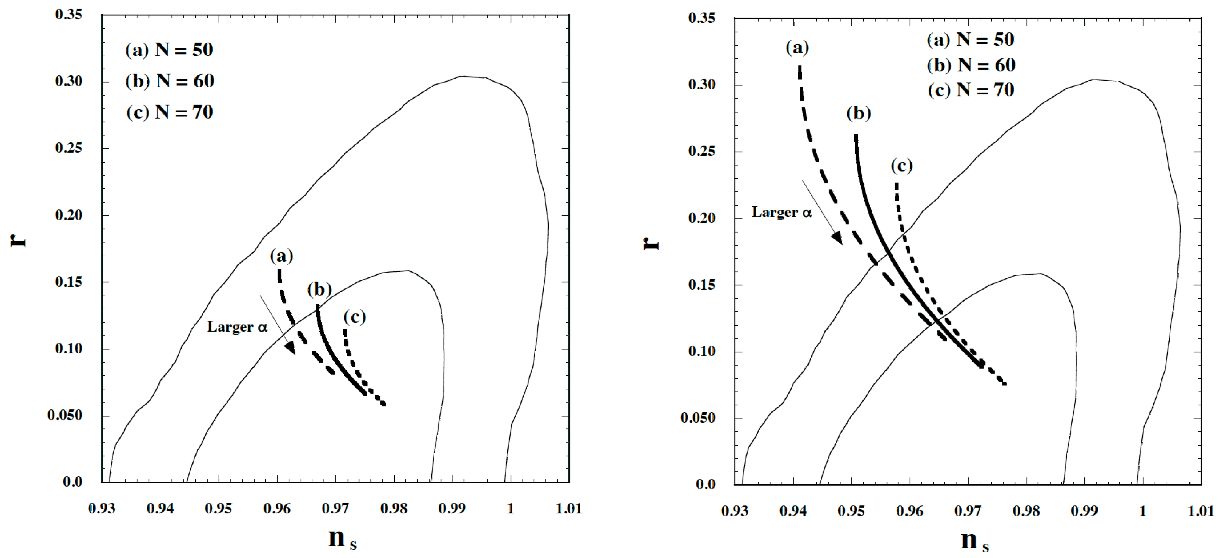 0.35
0.30
0.25
0.20
0.15
0.10
0.050
0.0
r
(a) N = 50
(b) N = 60
(c) N = 70
(a)
(b)
(c)
Larger α
0.93 0.94 0.95 0.96 0.97 0.98 0.99 1 1.01
n s
0.35
0.30
0.25
0.20
0.15
0.10
0.050
0.0
r
(a)
(a) N = 50
(b) N = 60
(c) N = 70
(b)
(c)
Larger α
0.93 0.94 0.95 0.96 0.97 0.98 0.99 1 1.01
n s